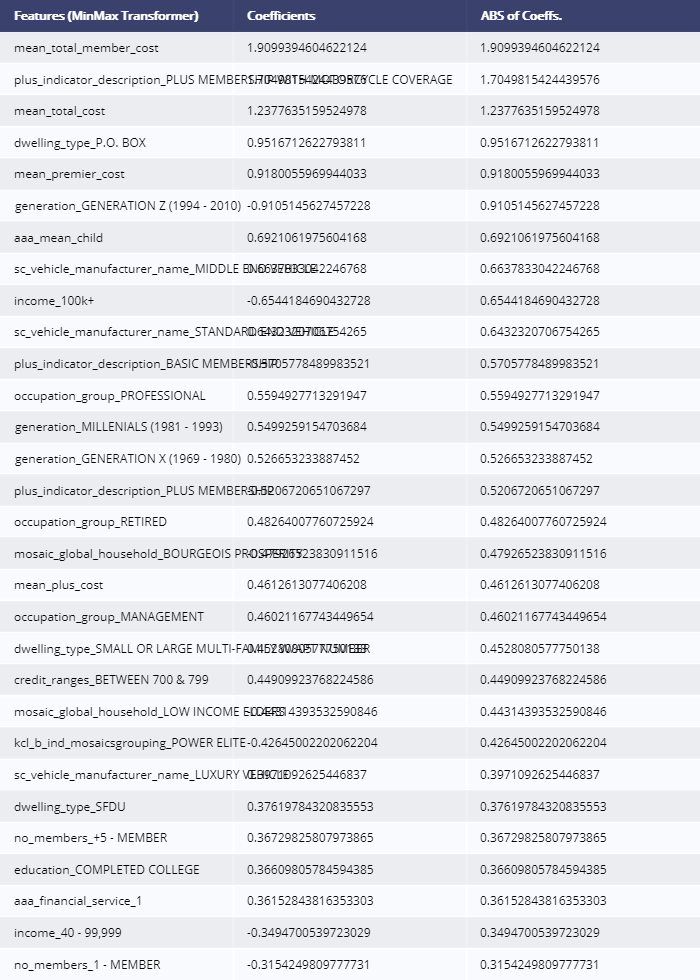 Features (MinMax Transformer) Coefficients ABS of Coeffs.
mean_total_member_cost 1.9099394604622124 1.9099394604622124
plus_indicator_description_PLUS MEMBERSHIP WITH MOTORCYCLE COVERAGE 1.7049815424439576 1.7049815424439576
mean_total_cost 1.2377635159524978 1.2377635159524978
dwelling_type_P.O. BOX 0.9516712622793811 0.9516712622793811
mean_premier_cost 0.9180055969944033 0.9180055969944033
generation_GENERATION Z (1994 - 2010) -0.9105145627457228 0.9105145627457228
aaa_mean_child 0.6921061975604168 0.6921061975604168
sc_vehicle_manufacturer_name_MIDDLE END VEHICLE 0.6637833042246768 0.6637833042246768
income_100k+ -0.6544184690432728 0.6544184690432728
sc_vehicle_manufacturer_name_STANDARD END VEHICLE 0.6432320706754265 0.6432320706754265
plus_indicator_description_BASIC MEMBERSHIP -0.5705778489983521 0.5705778489983521
occupation_group_PROFESSIONAL 0.5594927713291947 0.5594927713291947
generation_MILLENIALS (1981 - 1993) 0.5499259154703684 0.5499259154703684
generation_GENERATION X (1969 - 1980) 0.526653233887452 0.526653233887452
plus_indicator_description_PLUS MEMBERSHIP -0.5206720651067297 0.5206720651067297
occupation_group_RETIRED 0.48264007760725924 0.48264007760725924
mosaic_global_household_BOURGEOIS PROSPERITY -0.47926523830911516 0.47926523830911516
mean_plus_cost 0.4612613077406208 0.4612613077406208
occupation_group_MANAGEMENT 0.46021167743449654 0.46021167743449654
dwelling_type_SMALL OR LARGE MULTI-FAMILY W/APT NUMBER 0.4528080577750138 0.4528080577750138
credit_ranges_BETWEEN 700 & 799 0.44909923768224586 0.44909923768224586
mosaic_global_household_LOW INCOME ELDERS -0.44314393532590846 0.44314393532590846
kcl_b_ind_mosaicsgrouping_POWER ELITE -0.42645002202062204 0.42645002202062204
sc_vehicle_manufacturer_name_LUXURY VEHICLE 0.3971092625446837 0.3971092625446837
dwelling_type_SFDU 0.37619784320835553 0.37619784320835553
no_members_+5 - MEMBER 0.36729825807973865 0.36729825807973865
education_COMPLETED COLLEGE 0.36609805784594385 0.36609805784594385
aaa_financial_service_1 0.36152843816353303 0.36152843816353303
income_40 - 99,999 -0.3494700539723029 0.3494700539723029
no_members_1 - MEMBER -0.3154249809777731 0.3154249809777731